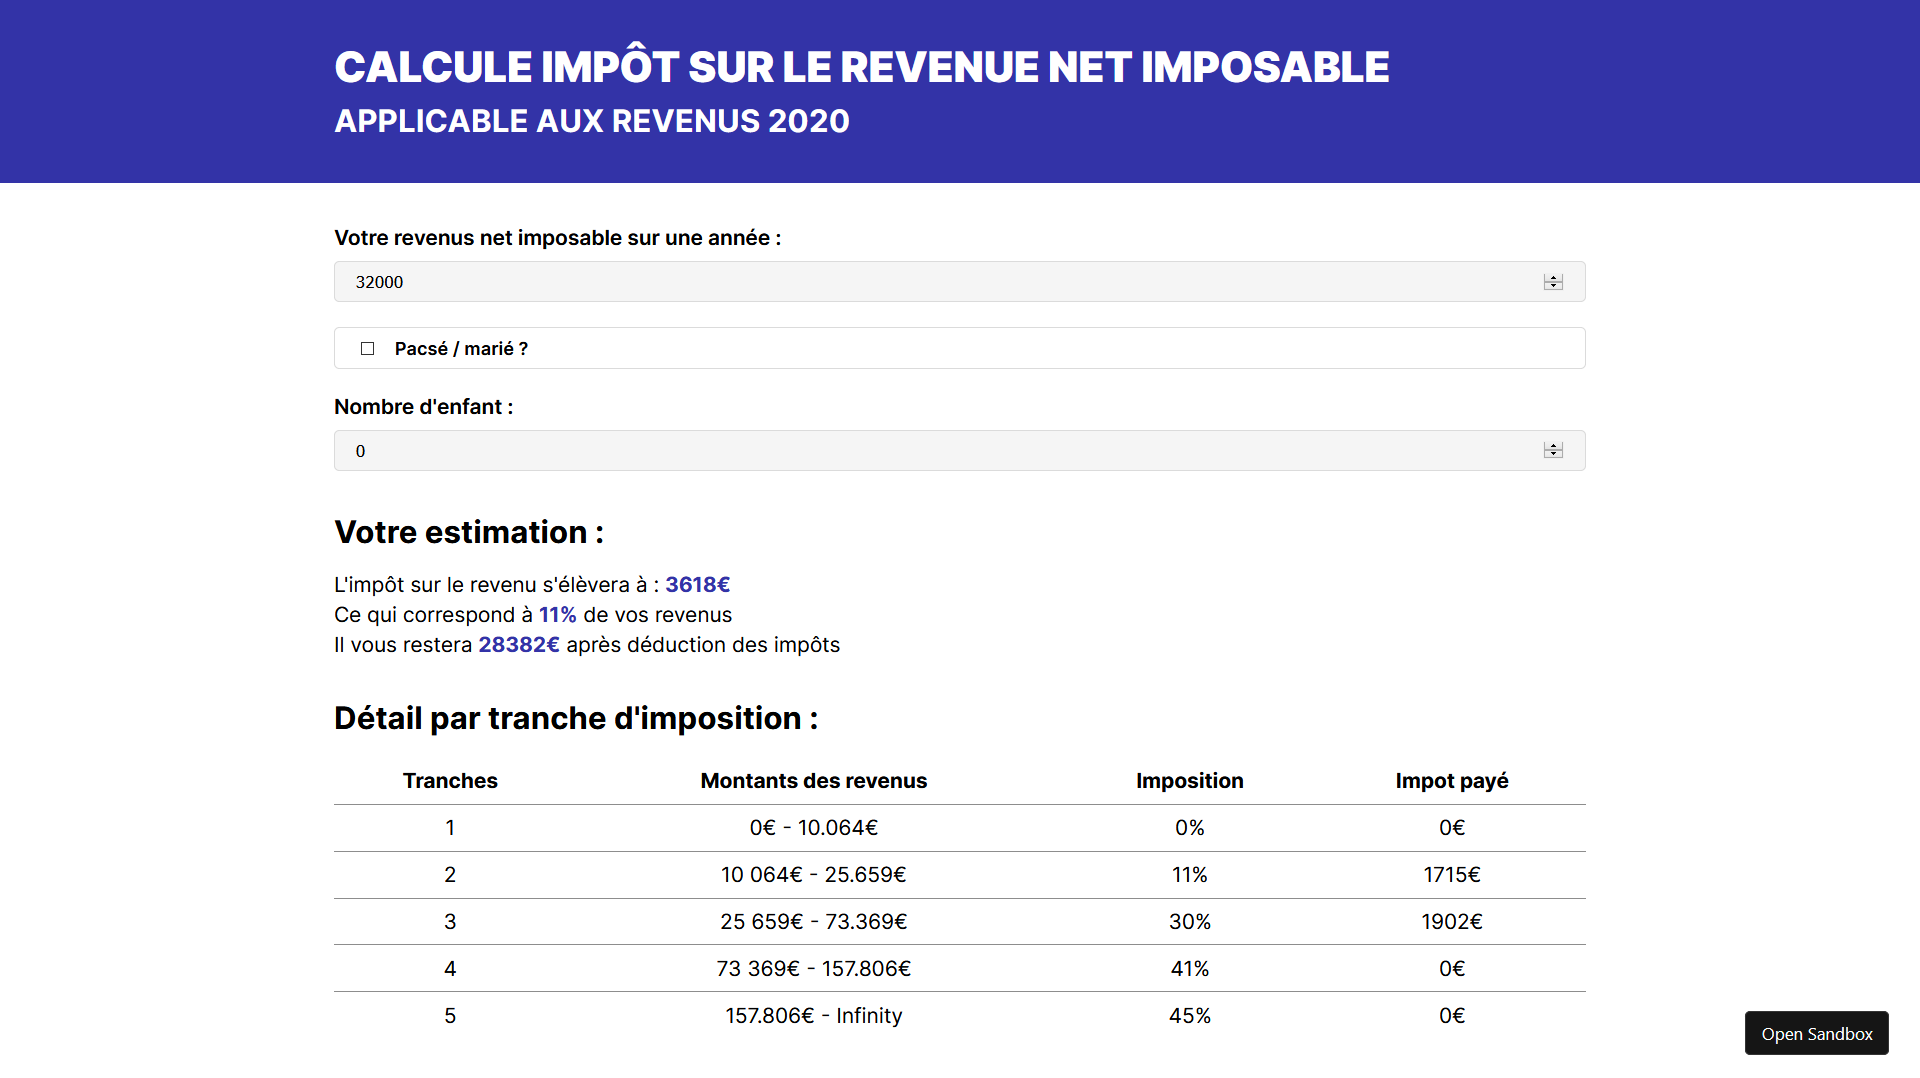 CALCULE IMPÔT SUR LE REVENUE NET IMPOSABLE
APPLICABLE AUX REVENUS 2020
Votre revenus net imposable sur une année :
32000
Pacsé / marié ?
Nombre d'enfant :
0
Votre estimation :
L'impôt sur le revenu s'élèvera à : 3618€
Ce qui correspond à 11% de vos revenus
Il vous restera 28382€ après déduction des impôts
Détail par tranche d'imposition :
Tranches Montants des revenus Imposition Impot payé
1 0€ - 10.064€ 0% 0€
2 10 064€ - 25.659€ 11% 1715€
3 25 659€ - 73.369€ 30% 1902€
4 73 369€ - 157.806€ 41% 0€
5 157.806€ - Infinity 45% 0€
Open Sandbox